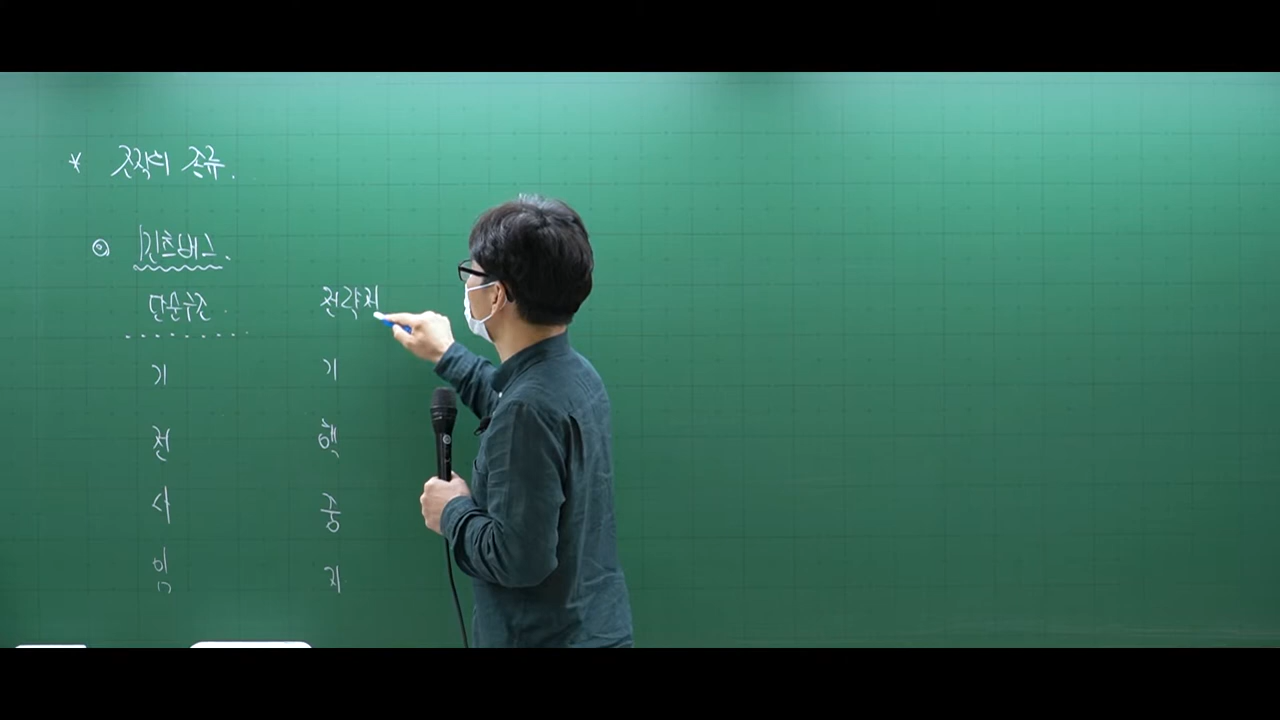 * 조직의 종류.
◎ 민츠버그.
단순구조. 전략적
기 기
전 핵
사 중
임 지